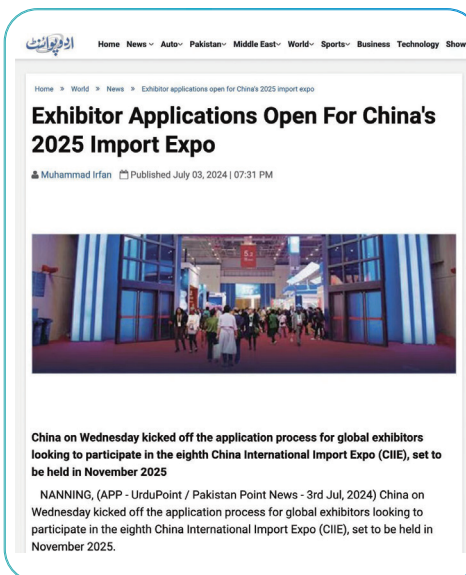 اردوپوائنٹ
Home News Auto Pakistan Middle East World Sports Business Technology Show
Home » World » News » Exhibitor applications open for China's 2025 import expo
Exhibitor Applications Open For China's
2025 Import Expo
Muhammad Irfan Published July 03, 2024 | 07:31 PM
China on Wednesday kicked off the application process for global exhibitors
looking to participate in the eighth China International Import Expo (CIIE), set to
be held in November 2025
NANNING, (APP - UrduPoint / Pakistan Point News - 3rd Jul, 2024) China on
Wednesday kicked off the application process for global exhibitors looking to
participate in the eighth China International Import Expo (CIIE), set to be held in
November 2025.